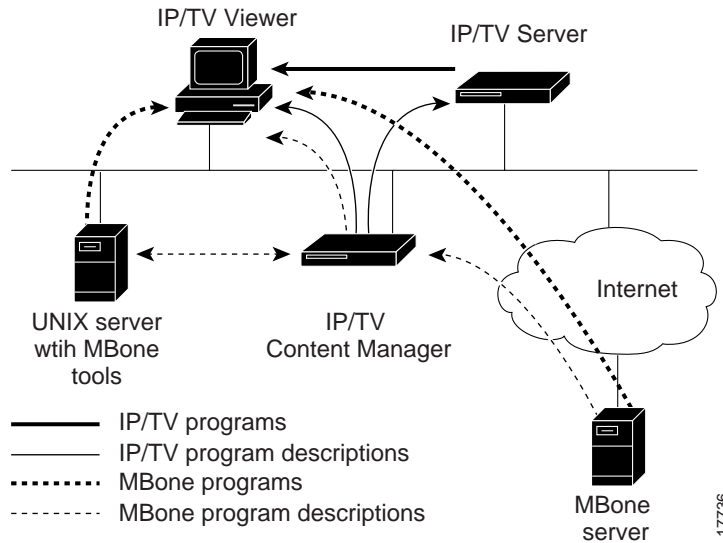 IP/TV Viewer
IP/TV Server
Internet
UNIX server
wtih MBone
tools
IP/TV
Content Manager
IP/TV programs
IP/TV program descriptions
MBone programs
MBone program descriptions
MBone
server
17736